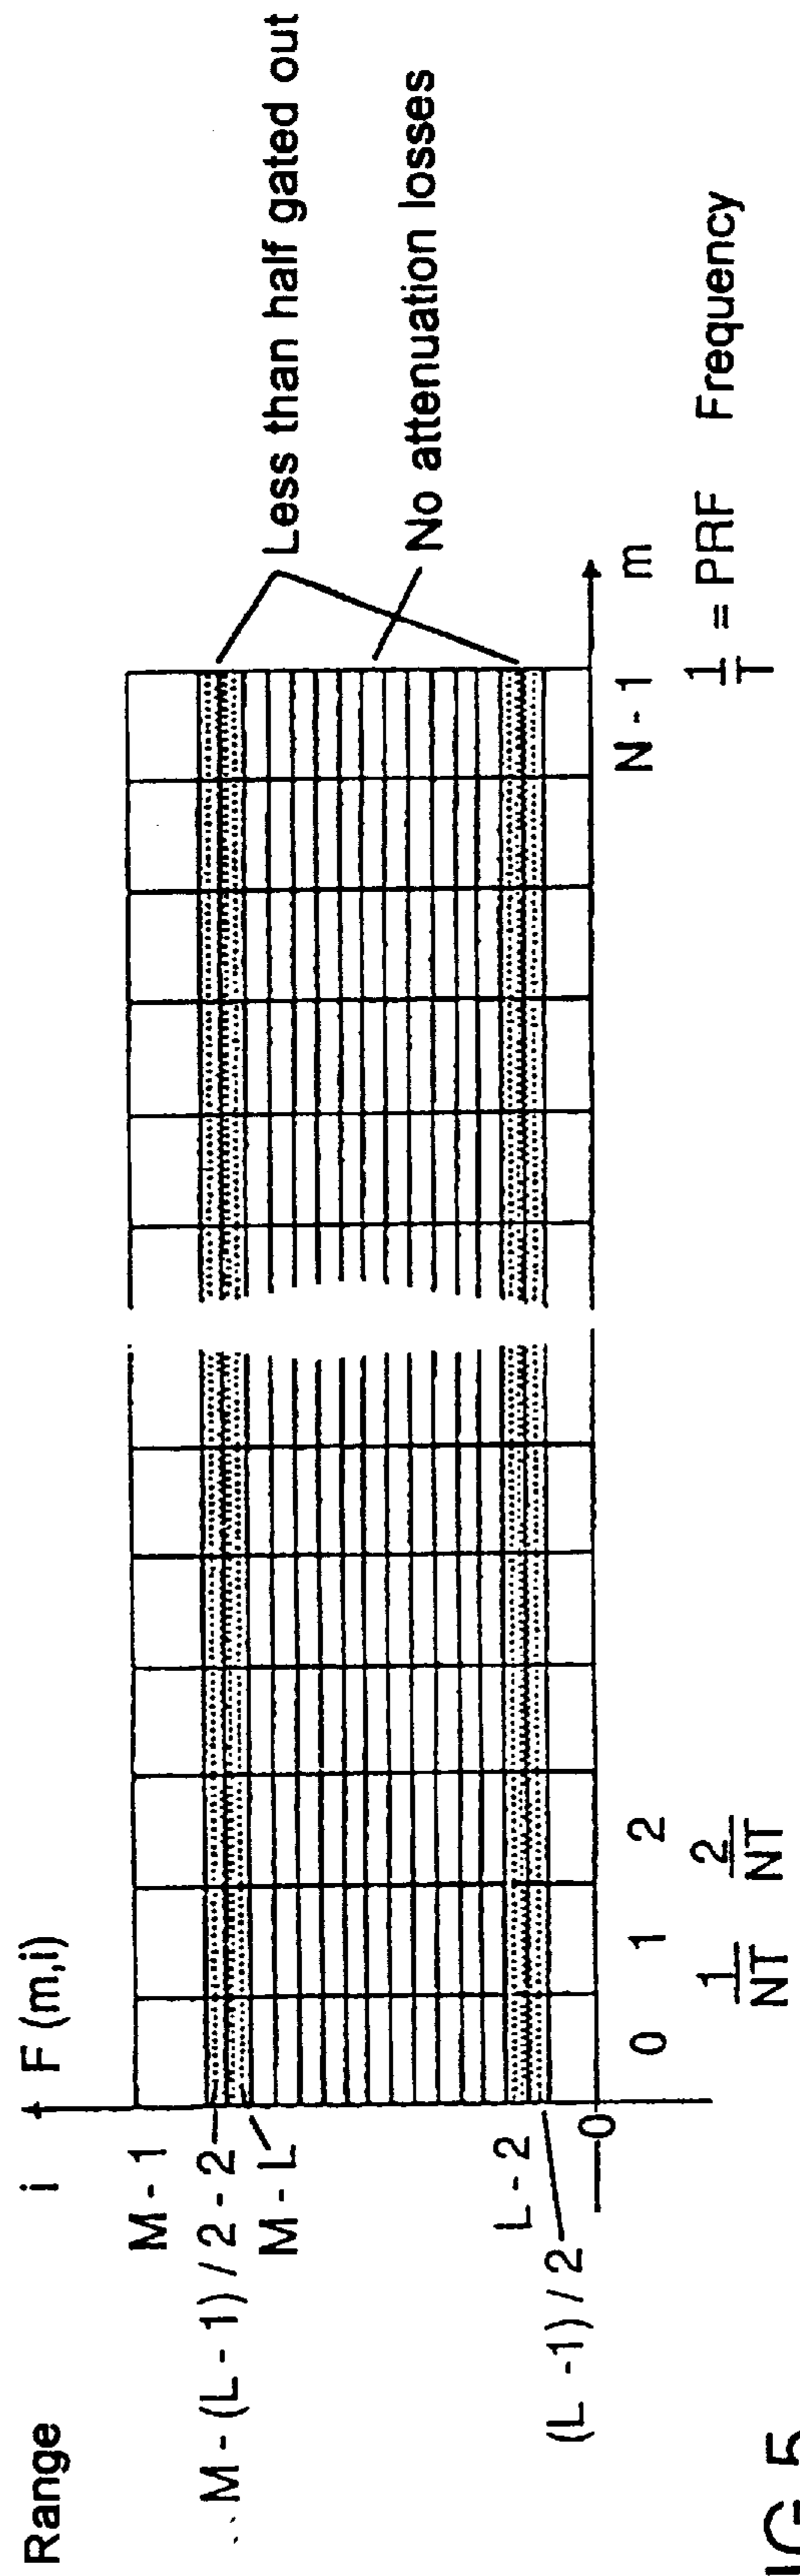 Range
i
F (m,i)
M - 1
M - (L - 1) / 2 - 2
M - L
L - 2
(L -1) / 2
0
0
1
2
N - 1
m
1/NT
2/NT
1/T = PRF Frequency
Less than half gated out
No attenuation losses
IG. 5